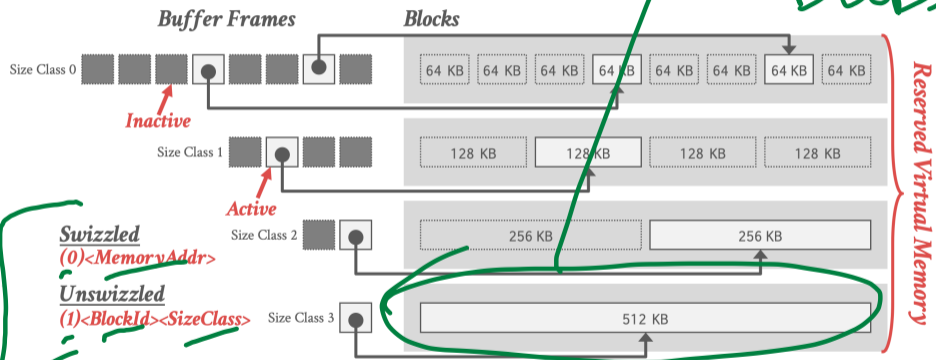 Buffer Frames Blocks
Size Class 0 64 KB 64 KB 64 KB 64 KB 64 KB 64 KB 64 KB 64 KB
Inactive
Size Class 1 128 KB 128 KB 128 KB 128 KB
Active
Swizzled
(0)<MemoryAddr>
Size Class 2 256 KB 256 KB
Unswizzled
(1)<BlockId><SizeClass>
Size Class 3 512 KB
Reserved Virtual Memory